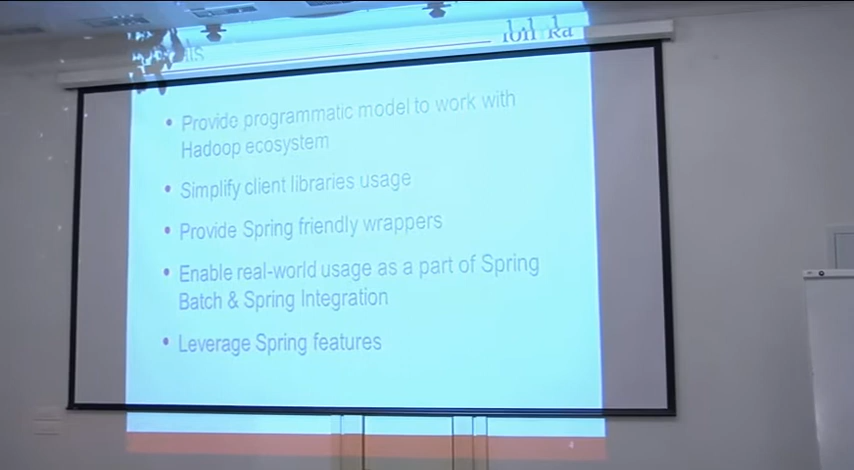 Provide programmatic model to work with
Hadoop ecosystem
Simplify client libraries usage
Provide Spring friendly wrappers
Enable real-world usage as a part of Spring
Batch & Spring Integration
Leverage Spring features